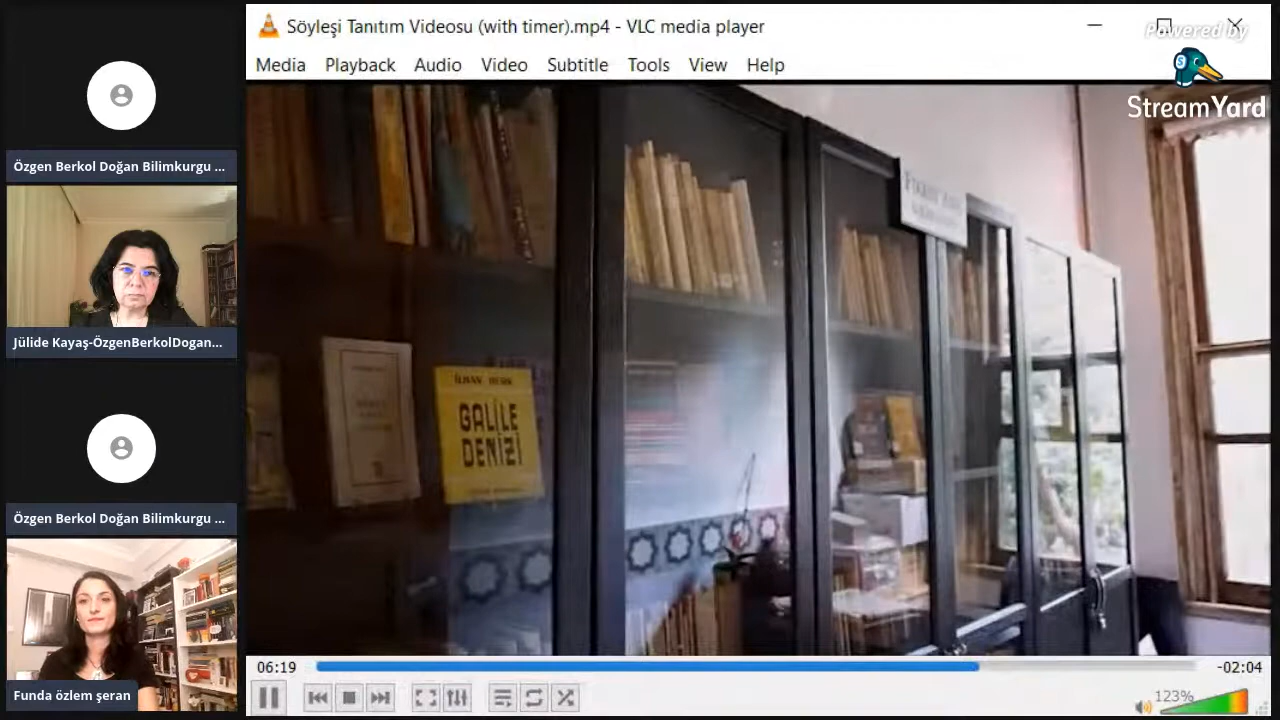 Söyleşi Tanıtım Videosu (with timer).mp4 - VLC media player
Powered by
StreamYard
Media Playback Audio Video Subtitle Tools View Help
Özgen Berkol Doğan Bilimkurgu ...
Jülide Kayaş-ÖzgenBerkolDogan...
Özgen Berkol Doğan Bilimkurgu ...
Funda özlem şeran
İLHAN BERK
GALİLE
DENİZİ
06:19
-02:04
123%